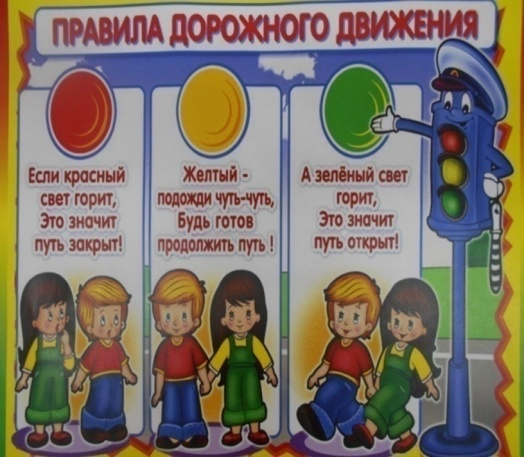 ПРАВИЛА ДОРОЖНОГО ДВИЖЕНИЯ
Если красный
свет горит,
Это значит
путь закрыт!
Желтый -
подожди чуть-чуть,
Будь готов
продолжить путь !
А зелёный свет
горит,
Это значит
путь открыт!